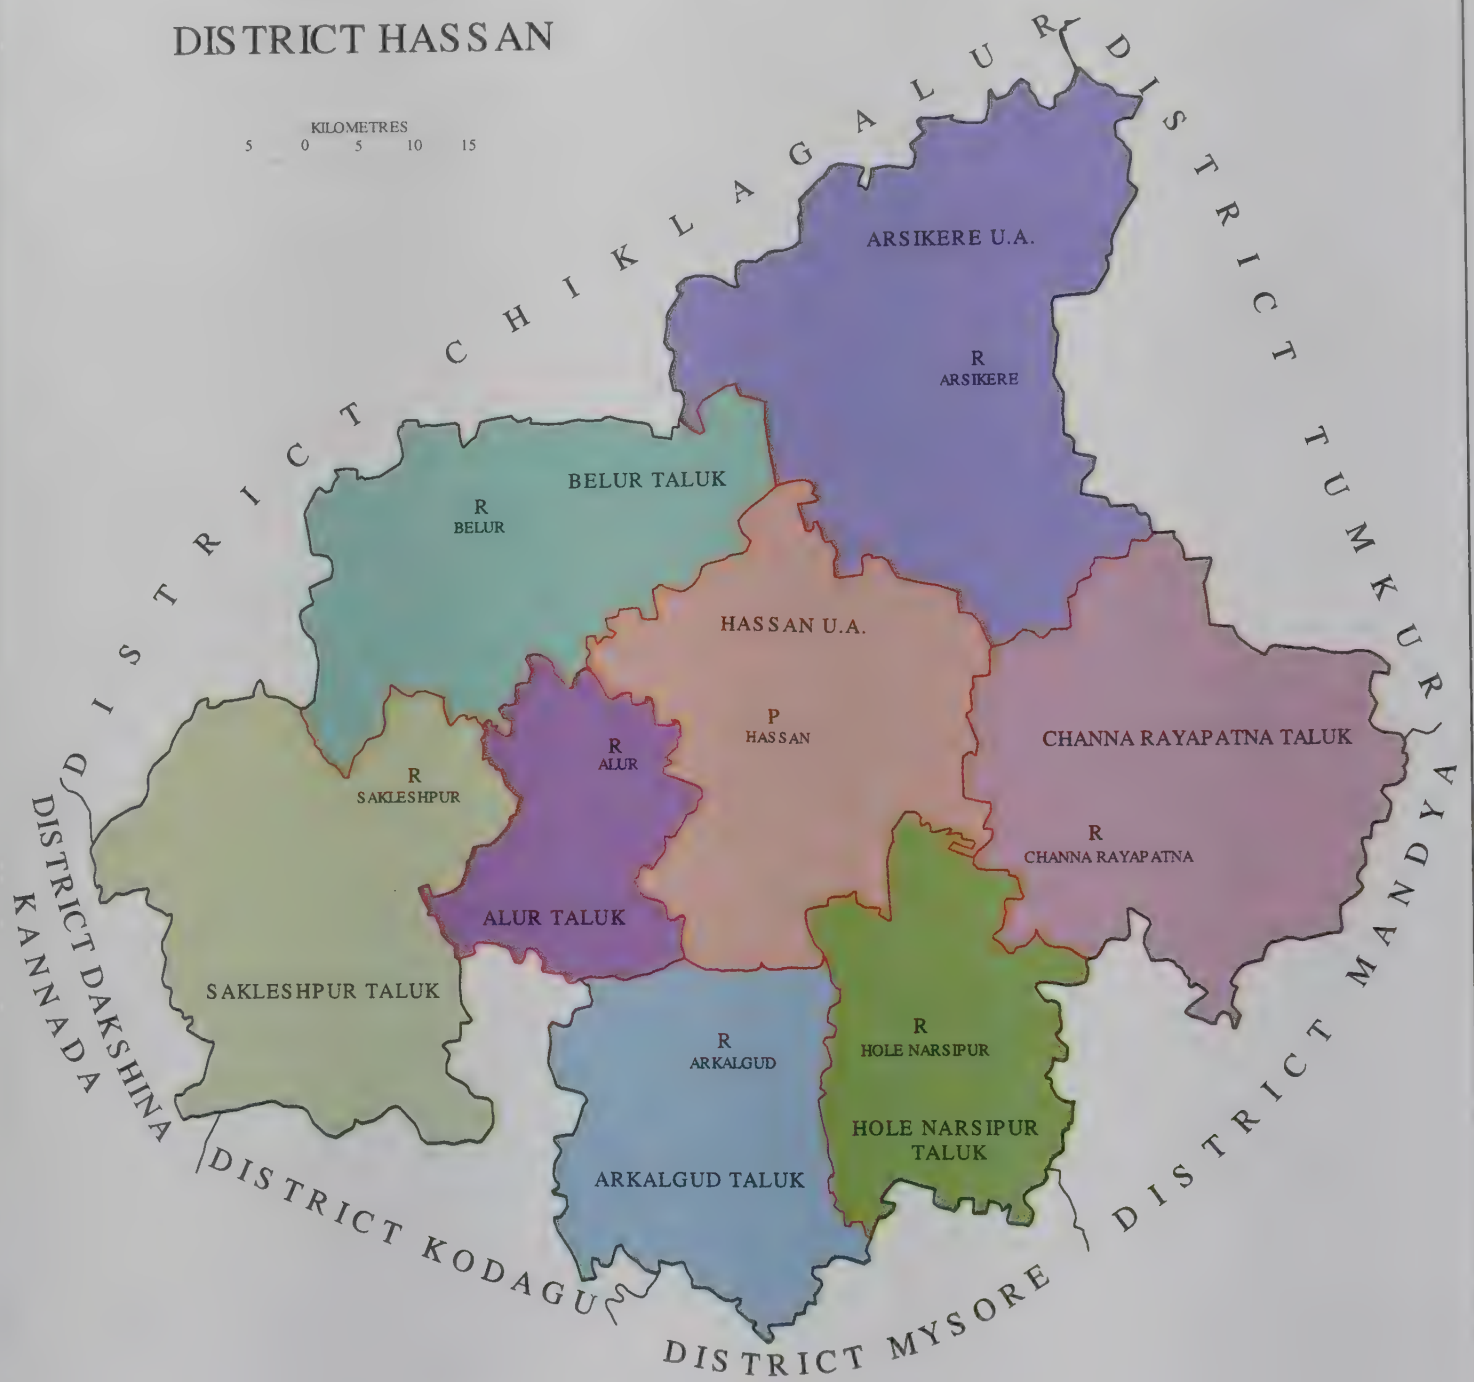 DISTRICT HASSAN
KILOMETRES
5 0 5 10 15
DISTRICT CHIKLAGALUR
DISTRICT TUMKUR
ARSIKERE U.A.
R
ARSIKERE
BELUR TALUK
R
BELUR
HASSAN U.A.
P
HASSAN
CHANNA RAYAPATNA TALUK
R
CHANNA RAYAPATNA
R
ALUR
ALUR TALUK
R
SAKLESHPUR
SAKLESHPUR TALUK
R
ARKALGUD
ARKALGUD TALUK
R
HOLE NARSIPUR
HOLE NARSIPUR
TALUK
DISTRICT DAKSHINA
KANNADA
DISTRICT KODAGU
DISTRICT MYSORE
DISTRICT MANDYA